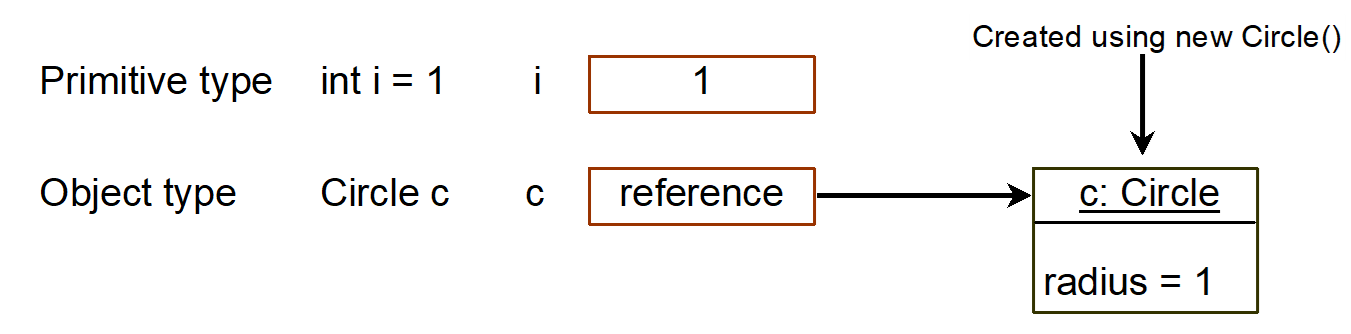 Created using new Circle()
Primitive type int i = 1 i 1
Object type Circle c c reference c: Circle
radius = 1